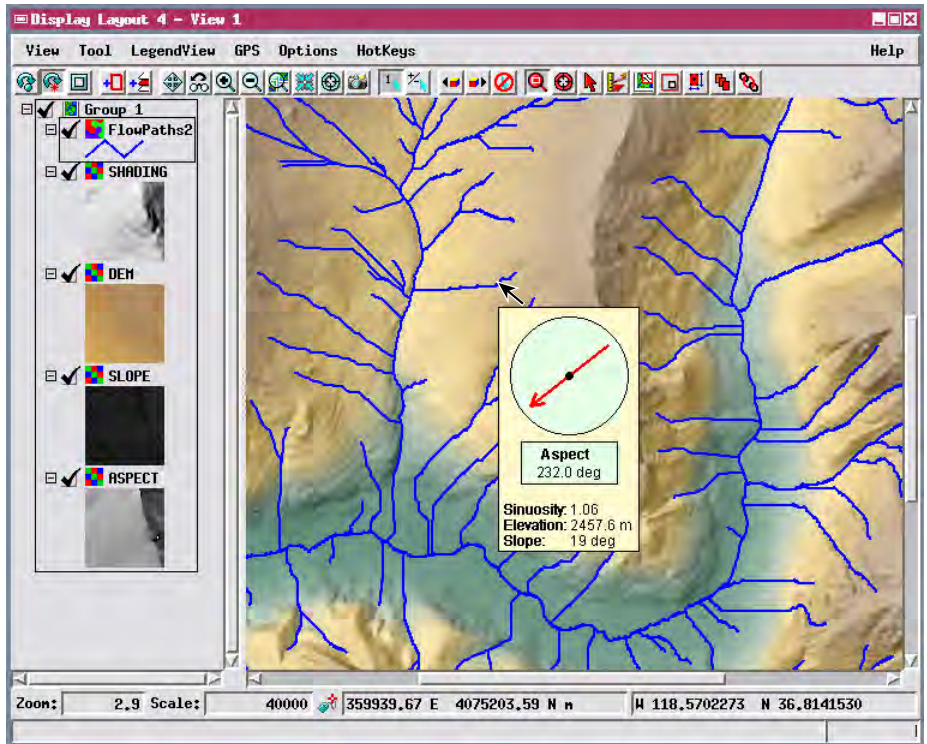 Display Layout 4 - View 1
View Tool LegendView GPS Options HotKeys Help
1
Group 1
FlowPaths2
SHADING
DEM
SLOPE
ASPECT
Aspect
232.0 deg
Sinuosity: 1.06
Elevation: 2457.6 m
Slope: 19 deg
Zoom: 2.9 Scale: 40000 359939.67 E 4075203.59 N m W 118.5702273 N 36.8141530